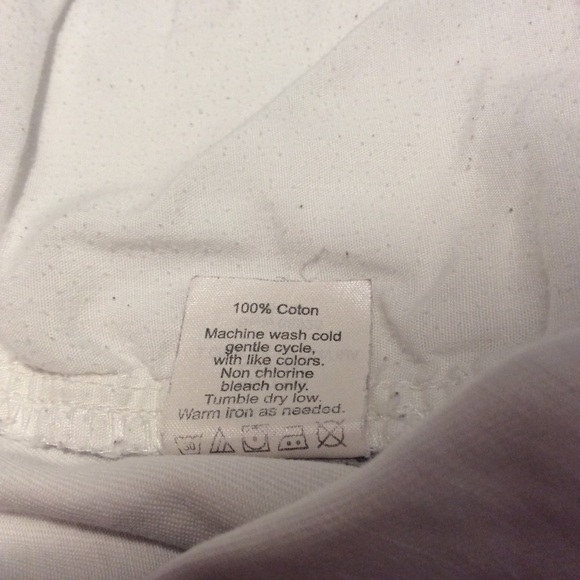 100% Coton
Machine wash cold
gentle cycle,
with like colors.
Non chlorine
bleach only.
Tumble dry low.
Warm iron as needed.